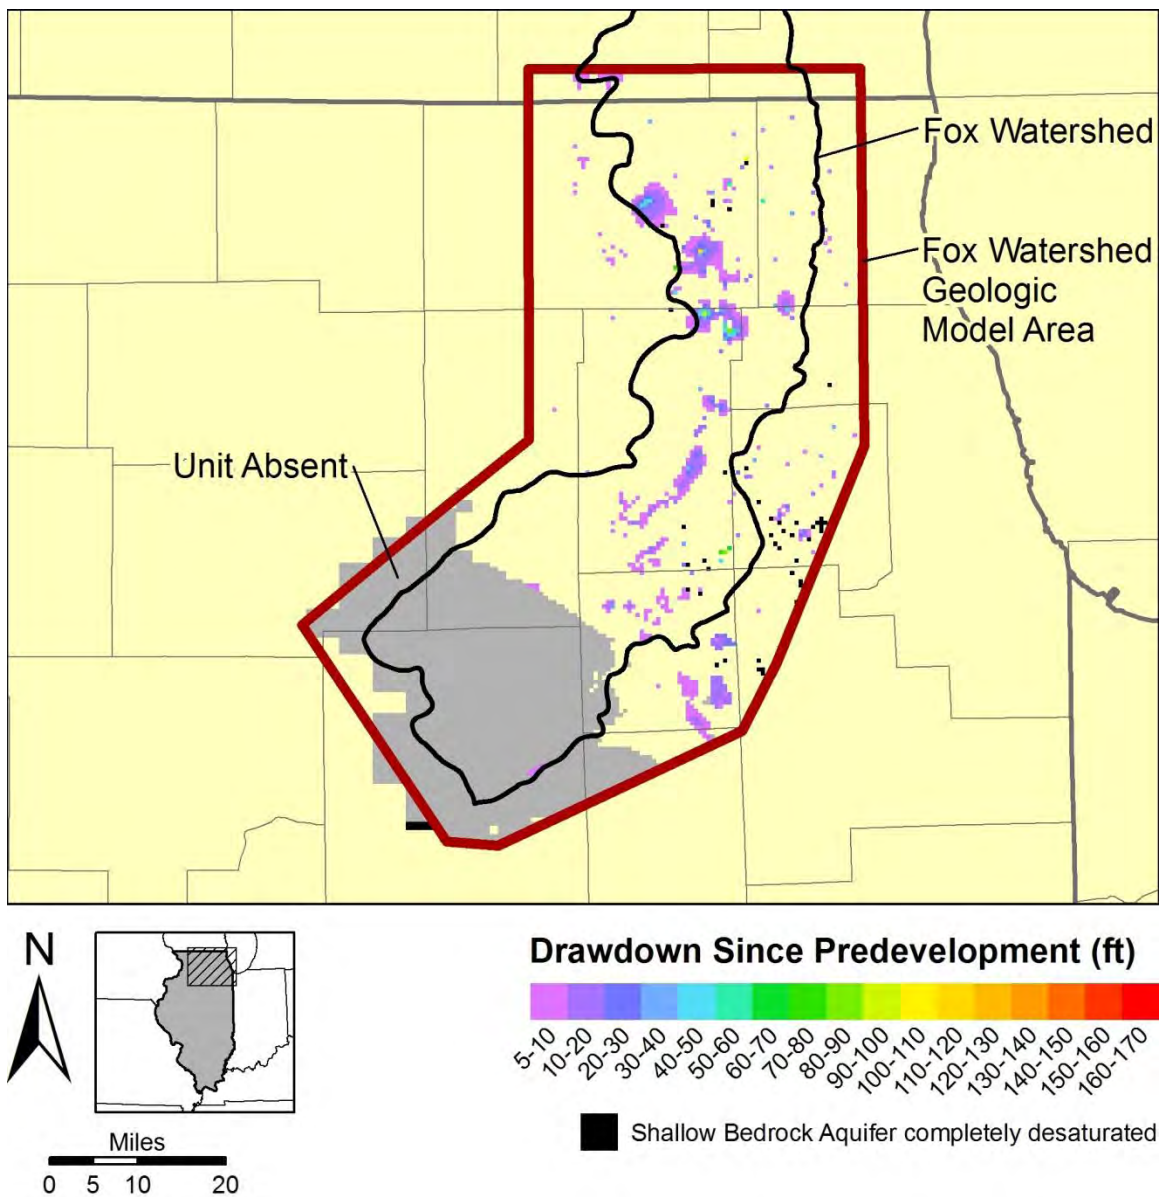 Fox Watershed
Fox Watershed
Geologic
Model Area
Unit Absent
N
Miles
0 5 10 20
Drawdown Since Predevelopment (ft)
5-10
10-20
20-30
30-40
40-50
50-60
60-70
70-80
80-90
90-100
100-110
110-120
120-130
130-140
140-150
150-160
160-170
Shallow Bedrock Aquifer completely desaturated